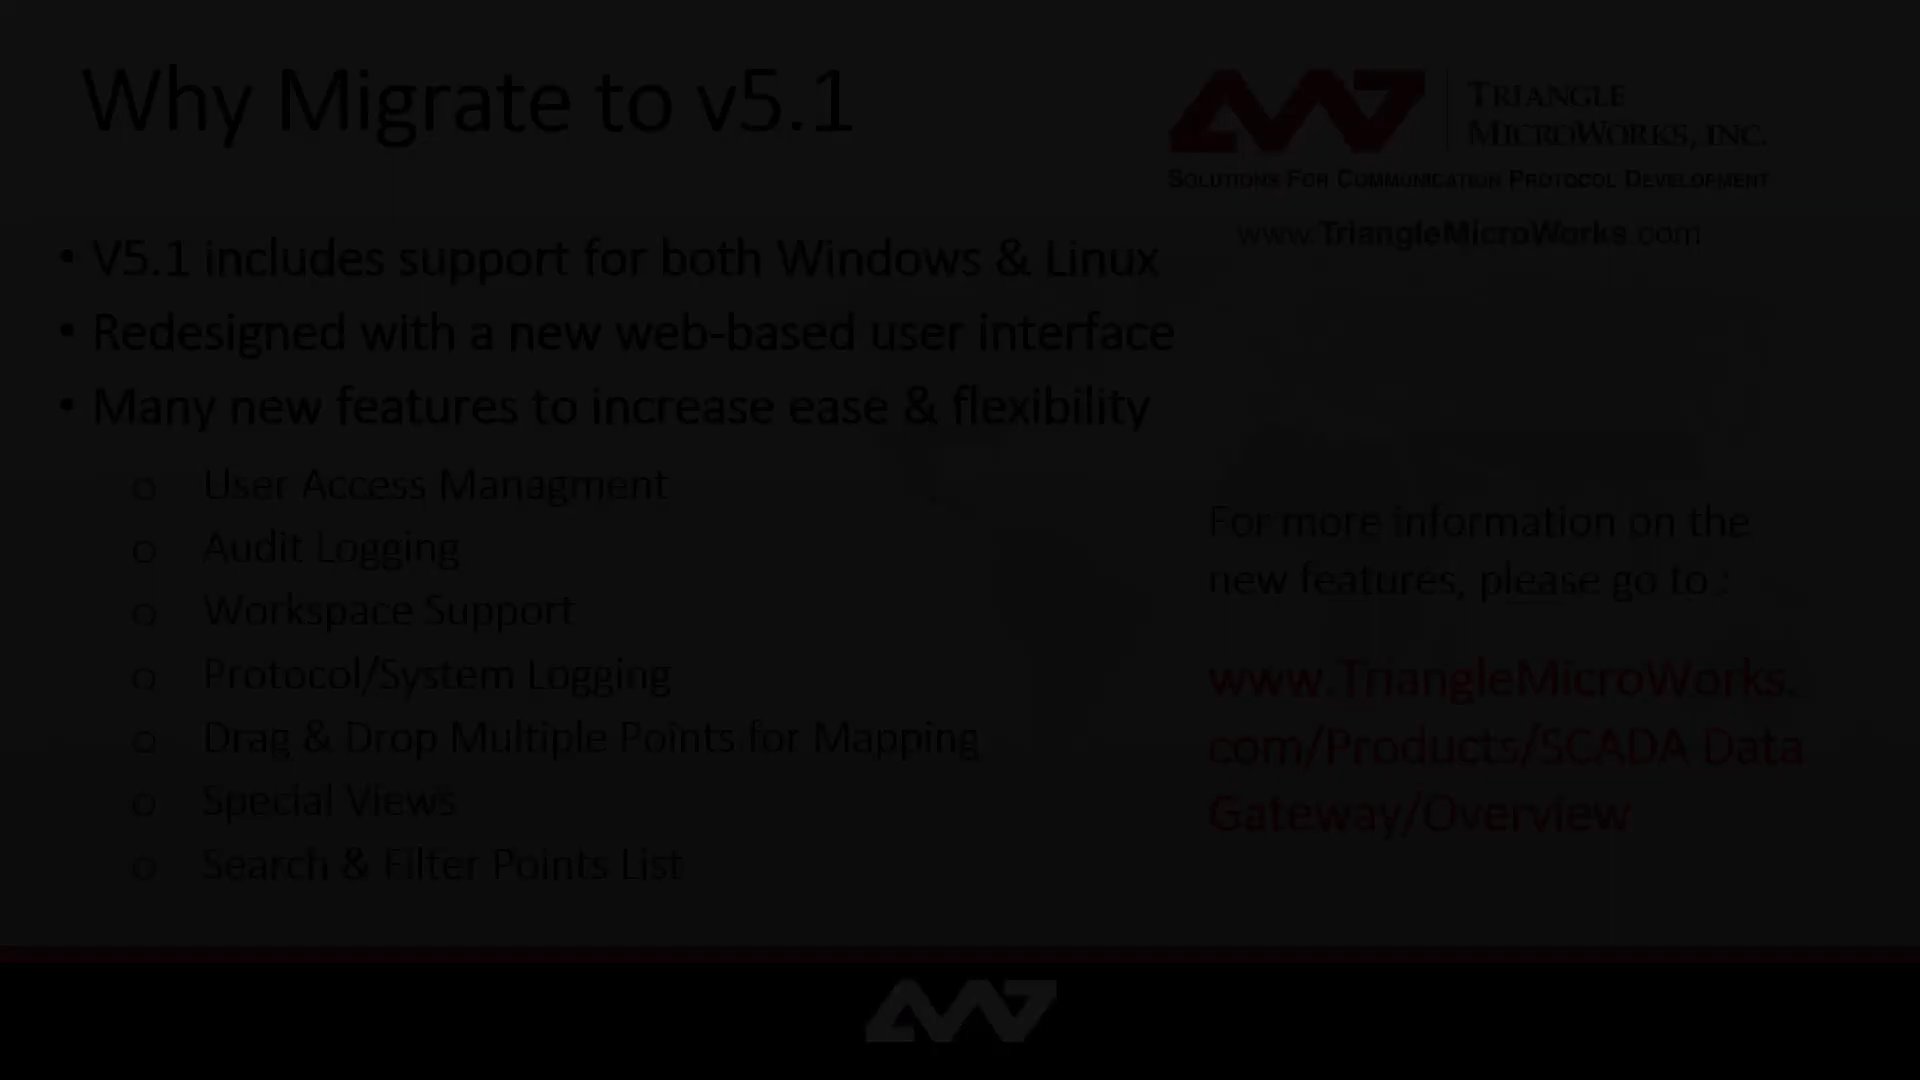 Why Migrate to v5.1
TRIANGLE
MICROWORKS, INC.
SOLUTIONS FOR COMMUNICATION PROTOCOL DEVELOPMENT
www.TriangleMicroWorks.com
• V5.1 includes support for both Windows & Linux
• Redesigned with a new web-based user interface
• Many new features to increase ease & flexibility
o User Access Managment
o Audit Logging
o Workspace Support
o Protocol/System Logging
o Drag & Drop Multiple Points for Mapping
o Special Views
o Search & Filter Points List
For more information on the
new features, please go to :
www.TriangleMicroWorks.
com/Products/SCADA Data
Gateway/Overview